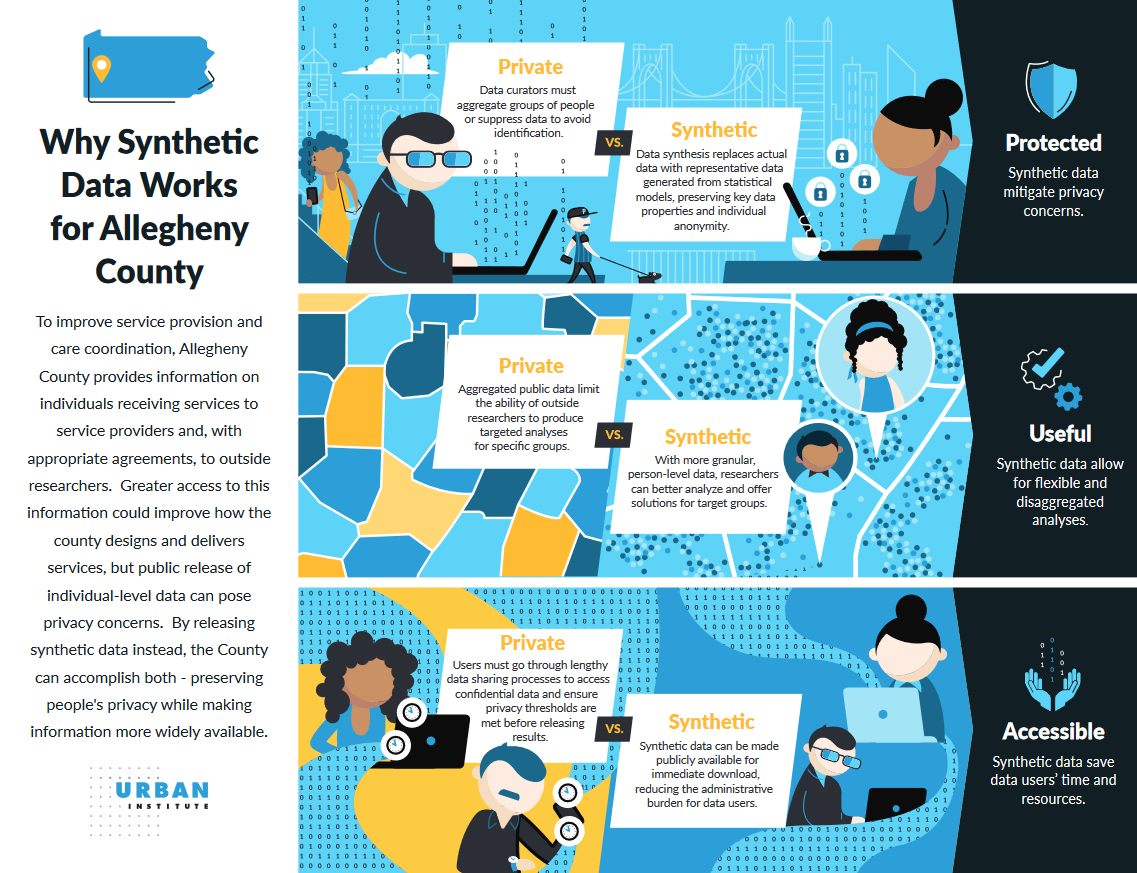 Why Synthetic
Data Works
for Allegheny
County
To improve service provision and
care coordination, Allegheny
County provides information on
individuals receiving services to
service providers and, with
appropriate agreements, to outside
researchers.  Greater access to this
information could improve how the
county designs and delivers
services, but public release of
individual-level data can pose
privacy concerns.  By releasing
synthetic data instead, the County
can accomplish both - preserving
people's privacy while making
information more widely available.
URBAN
INSTITUTE
Private
Data curators must
aggregate groups of people
or suppress data to avoid
identification.
VS.
Synthetic
Data synthesis replaces actual
data with representative data
generated from statistical
models, preserving key data
properties and individual
anonymity.
Protected
Synthetic data
mitigate privacy
concerns.
Private
Aggregated public data limit
the ability of outside
researchers to produce
targeted analyses
for specific groups.
VS.
Synthetic
With more granular,
person-level data, researchers
can better analyze and offer
solutions for target groups.
Useful
Synthetic data allow
for flexible and
disaggregated
analyses.
Private
Users must go through lengthy
data sharing processes to access
confidential data and ensure
privacy thresholds are
met before releasing
results.
VS.
Synthetic
Synthetic data can be made
publicly available for
immediate download,
reducing the administrative
burden for data users.
Accessible
Synthetic data save
data users’ time and
resources.